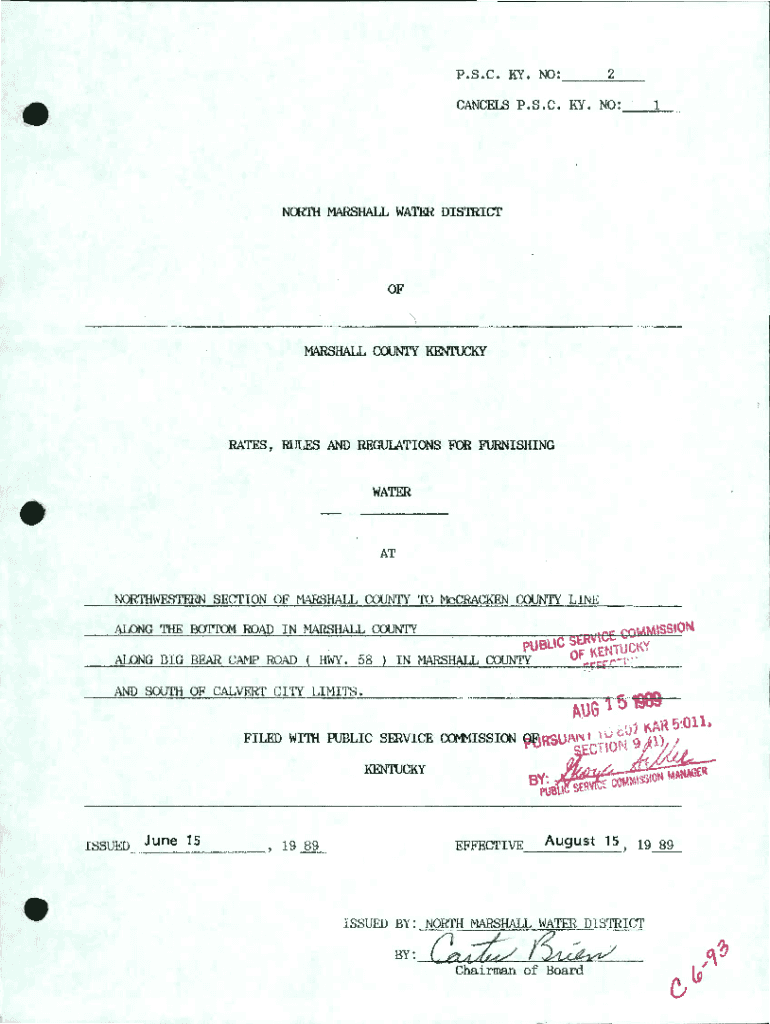 P.S.C. KY. NO: 2
CANCELS P.S.C. KY. NO: 1
NORTH MARSHALL WATER DISTRICT
OF
MARSHALL COUNTY KENTUCKY
RATES, RULES AND REGULATIONS FOR FURNISHING
WATER
AT
NORTHWESTERN SECTION OF MARSHALL COUNTY TO McCRACKEN COUNTY LINE
ALONG THE BOTTOM ROAD IN MARSHALL COUNTY
ALONG BIG BEAR CAMP ROAD ( HWY. 58 ) IN MARSHALL COUNTY
AND SOUTH OF CALVERT CITY LIMITS.
PUBLIC SERVICE COMMISSION
OF KENTUCKY
EFFECTIVE
AUG 15 1989
PURSUANT TO 807 KAR 5:011,
SECTION 9 (1)
BY:
PUBLIC SERVICE COMMISSION MANAGER
FILED WITH PUBLIC SERVICE COMMISSION OF
KENTUCKY
ISSUED June 15, 19 89
EFFECTIVE August 15, 19 89
ISSUED BY: NORTH MARSHALL WATER DISTRICT
BY: Carter Brien
Chairman of Board
C 6-93